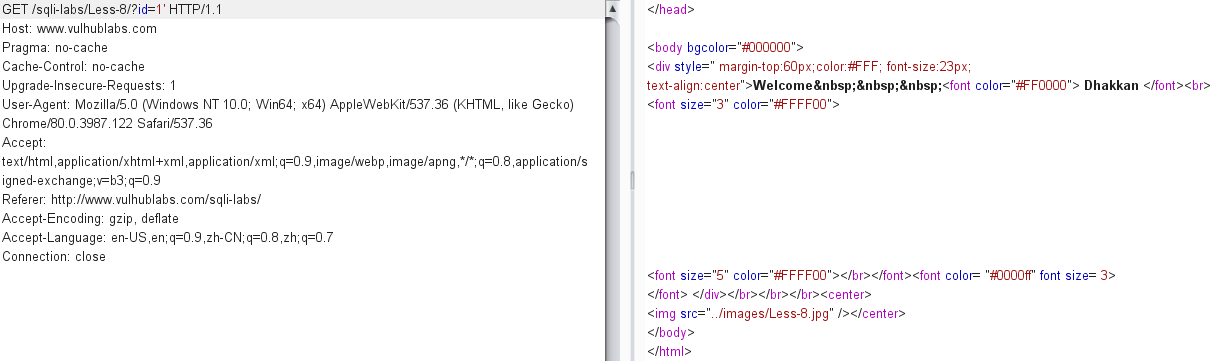 GET /sqli-labs/Less-8/?id=1' HTTP/1.1
Host: www.vulhublabs.com
Pragma: no-cache
Cache-Control: no-cache
Upgrade-Insecure-Requests: 1
User-Agent: Mozilla/5.0 (Windows NT 10.0; Win64; x64) AppleWebKit/537.36 (KHTML, like Gecko)
Chrome/80.0.3987.122 Safari/537.36
Accept:
text/html,application/xhtml+xml,application/xml;q=0.9,image/webp,image/apng,*/*;q=0.8,application/s
igned-exchange;v=b3;q=0.9
Referer: http://www.vulhublabs.com/sqli-labs/
Accept-Encoding: gzip, deflate
Accept-Language: en-US,en;q=0.9,zh-CN;q=0.8,zh;q=0.7
Connection: close
</head>
<body bgcolor="#000000">
<div style=" margin-top:60px;color:#FFF; font-size:23px;
text-align:center">Welcome&nbsp;&nbsp;&nbsp;<font color="#FF0000"> Dhakkan </font><br>
<font size="3" color="#FFFF00">
<font size="5" color="#FFFF00"></br></font><font color= "#0000ff" font size= 3>
</font> </div></br></br></br><center>
<img src="../images/Less-8.jpg" /></center>
</body>
</html>